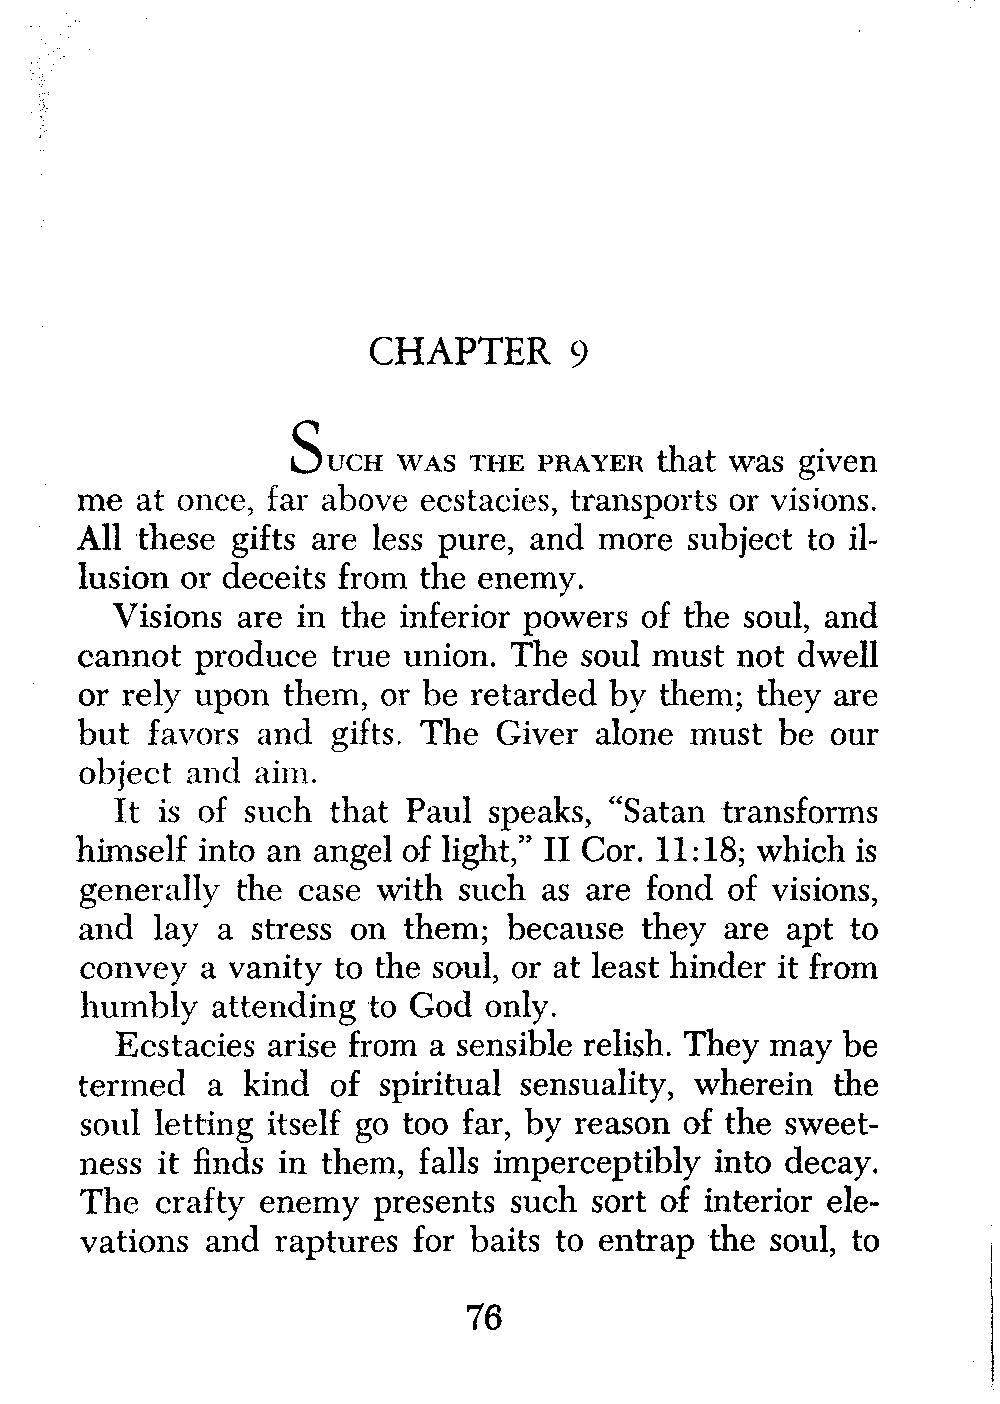 CHAPTER 9
SUCH WAS THE PRAYER that was given
me at once, far above ecstacies, transports or visions.
All these gifts are less pure, and more subject to il-
lusion or deceits from the enemy.
Visions are in the inferior powers of the soul, and
cannot produce true union. The soul must not dwell
or rely upon them, or be retarded by them; they are
but favors and gifts. The Giver alone must be our
object and aim.
It is of such that Paul speaks, “Satan transforms
himself into an angel of light,” II Cor. 11:18; which is
generally the case with such as are fond of visions,
and lay a stress on them; because they are apt to
convey a vanity to the soul, or at least hinder it from
humbly attending to God only.
Ecstacies arise from a sensible relish. They may be
termed a kind of spiritual sensuality, wherein the
soul letting itself go too far, by reason of the sweet-
ness it finds in them, falls imperceptibly into decay.
The crafty enemy presents such sort of interior ele-
vations and raptures for baits to entrap the soul, to
76